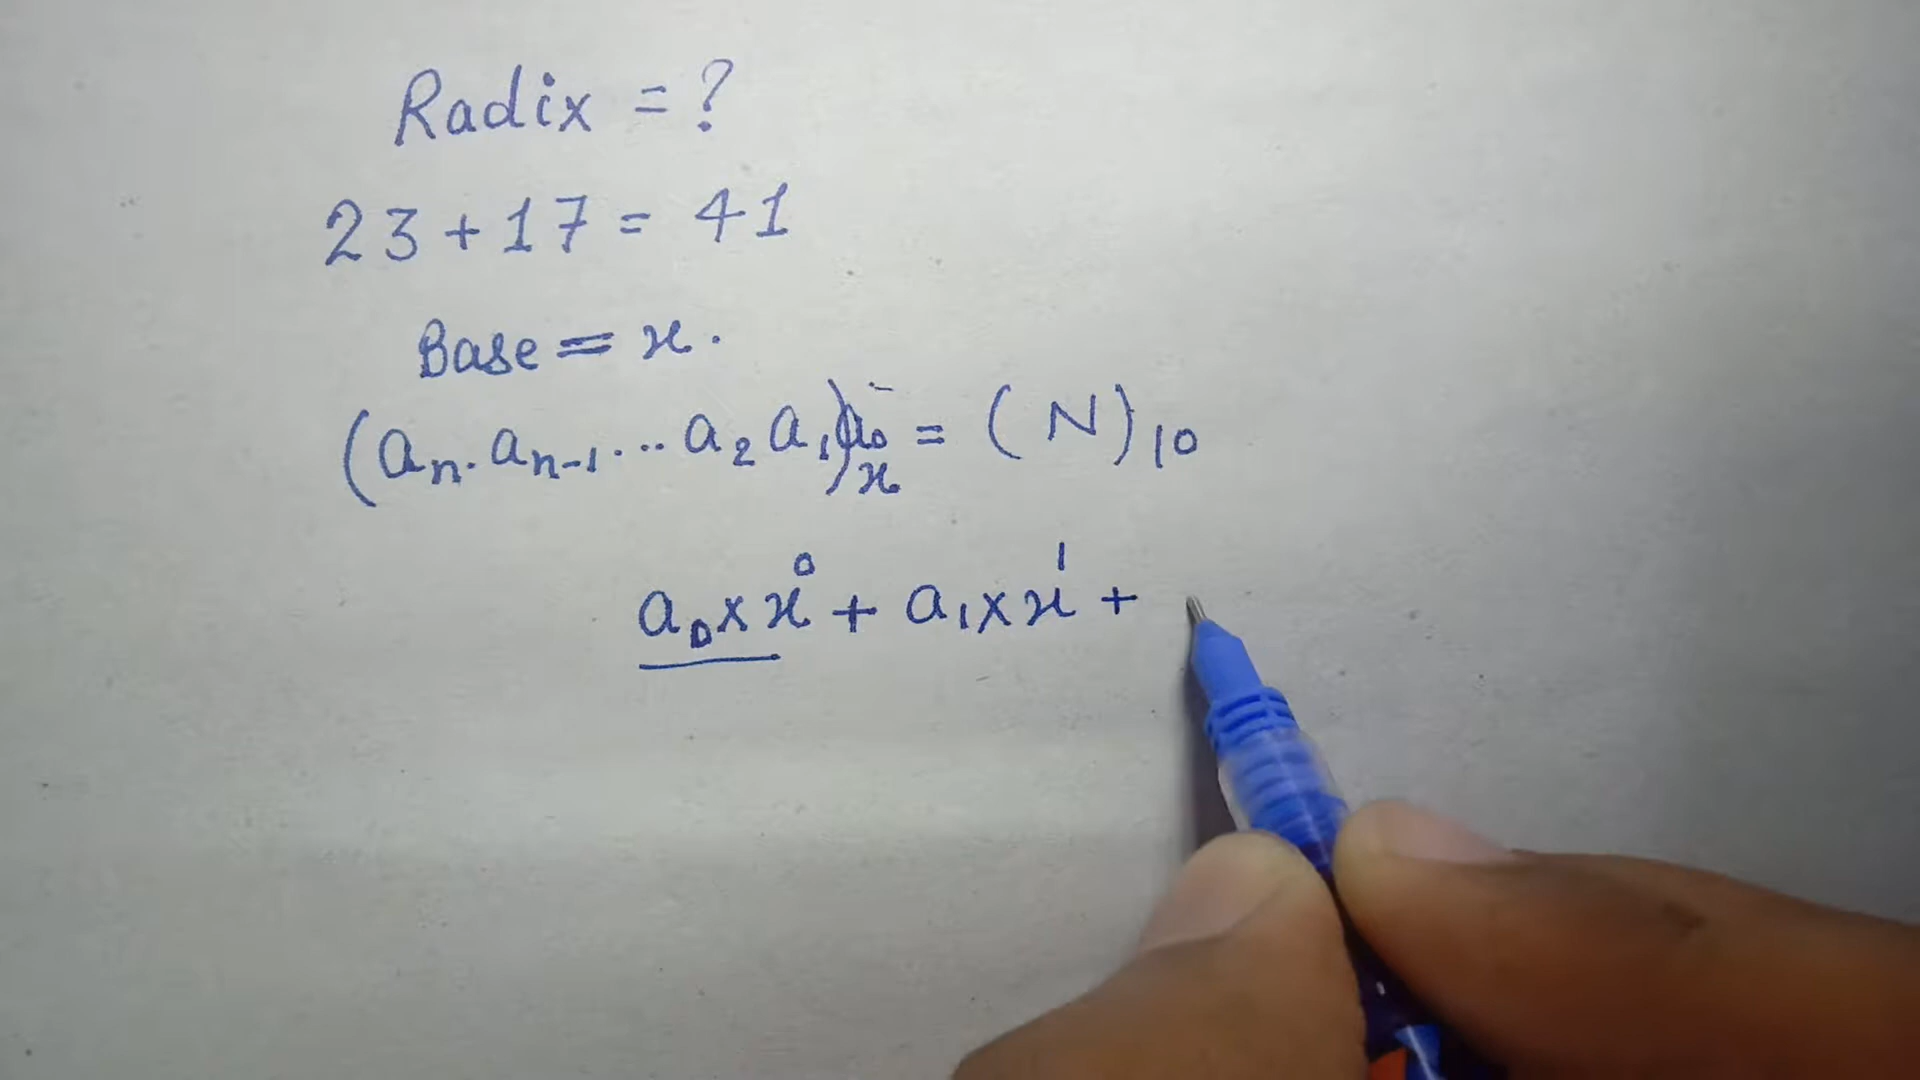 Radix = ?
23 + 17 = 41
Base = x.
(aₙ. aₙ₋₁... a₂ a₁ a₀)ₓ = (N)₁₀
a₀ × x⁰ + a₁ × x¹ +